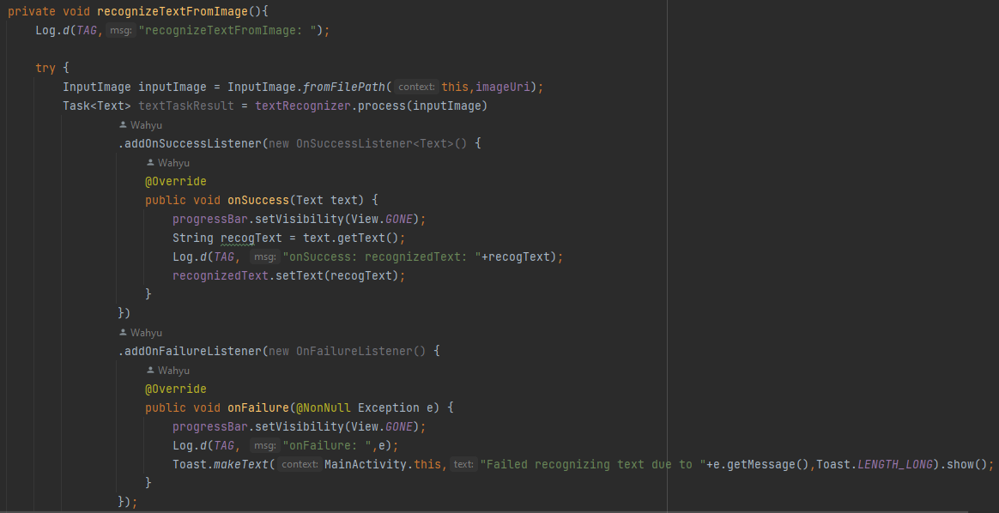 private void recognizeTextFromImage(){
Log.d(TAG, msg: "recognizeTextFromImage: ");
try {
InputImage inputImage = InputImage.fromFilePath( context: this,imageUri);
Task<Text> textTaskResult = textRecognizer.process(inputImage)
Wahyu
.addOnSuccessListener(new OnSuccessListener<Text>() {
Wahyu
@Override
public void onSuccess(Text text) {
progressBar.setVisibility(View.GONE);
String recogText = text.getText();
Log.d(TAG, msg: "onSuccess: recognizedText: "+recogText);
recognizedText.setText(recogText);
}
})
Wahyu
.addOnFailureListener(new OnFailureListener() {
Wahyu
@Override
public void onFailure(@NonNull Exception e) {
progressBar.setVisibility(View.GONE);
Log.d(TAG, msg: "onFailure: ",e);
Toast.makeText( context: MainActivity.this, text: "Failed recognizing text due to "+e.getMessage(),Toast.LENGTH_LONG).show();
}
});